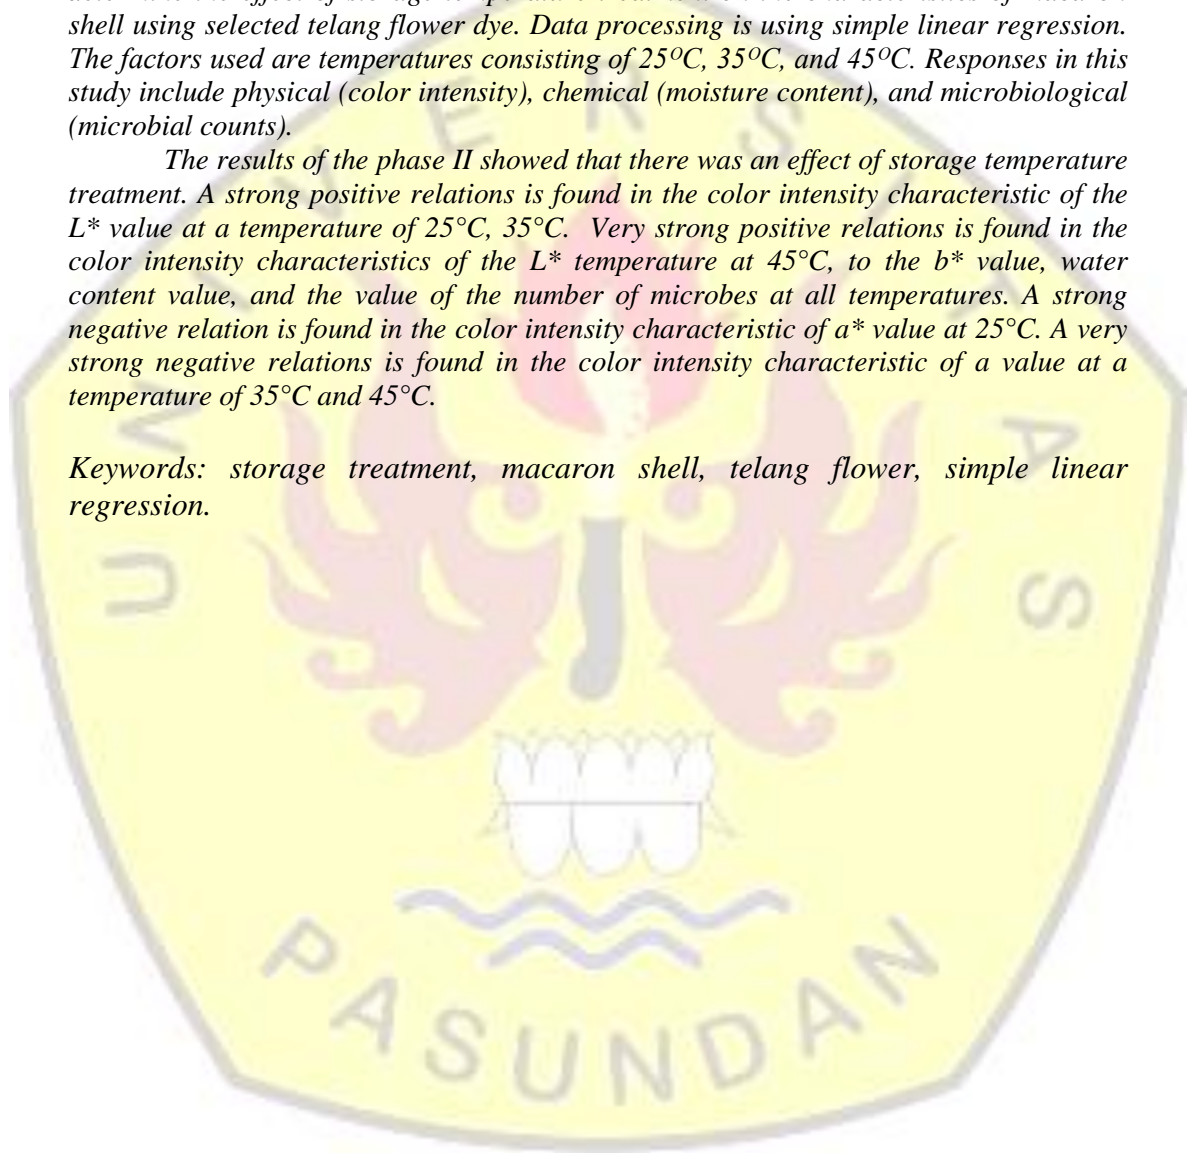 shell using selected telang flower dye. Data processing is using simple linear regression.
The factors used are temperatures consisting of 25ᴼC, 35ᴼC, and 45ᴼC. Responses in this
study include physical (color intensity), chemical (moisture content), and microbiological
(microbial counts).
The results of the phase II showed that there was an effect of storage temperature
treatment. A strong positive relations is found in the color intensity characteristic of the
L* value at a temperature of 25°C, 35°C. Very strong positive relations is found in the
color intensity characteristics of the L* temperature at 45°C, to the b* value, water
content value, and the value of the number of microbes at all temperatures. A strong
negative relation is found in the color intensity characteristic of a* value at 25°C. A very
strong negative relations is found in the color intensity characteristic of a value at a
temperature of 35°C and 45°C.
Keywords: storage treatment, macaron shell, telang flower, simple linear
regression.
UNIVERSITAS
PASUNDAN